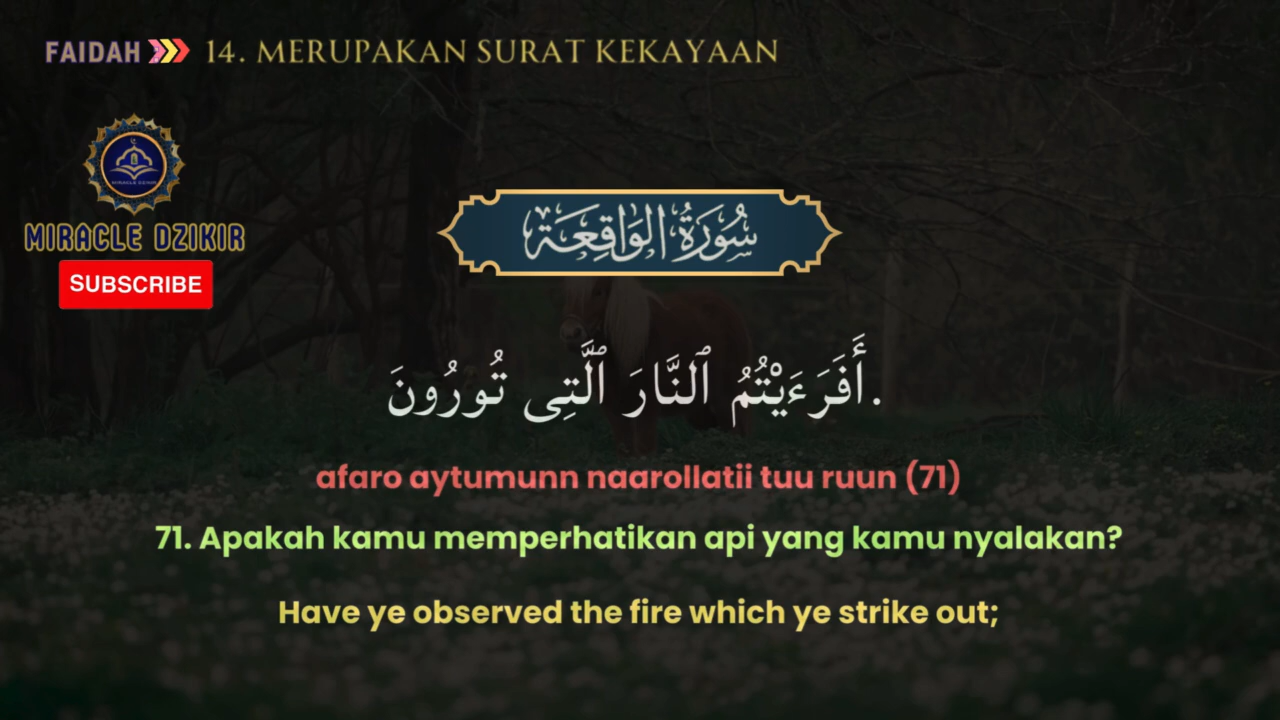 FAIDAH 14. MERUPAKAN SURAT KEKAYAAN
MIRACLE DZIKIR
MIRACLE DZIKIR
SUBSCRIBE
سُورَةُ الوَاقِعَة
أَفَرَءَيْتُمُ ٱلنَّارَ ٱلَّتِى تُورُونَ.
afaro aytumunn naarollatii tuu ruun (71)
71. Apakah kamu memperhatikan api yang kamu nyalakan?
Have ye observed the fire which ye strike out;